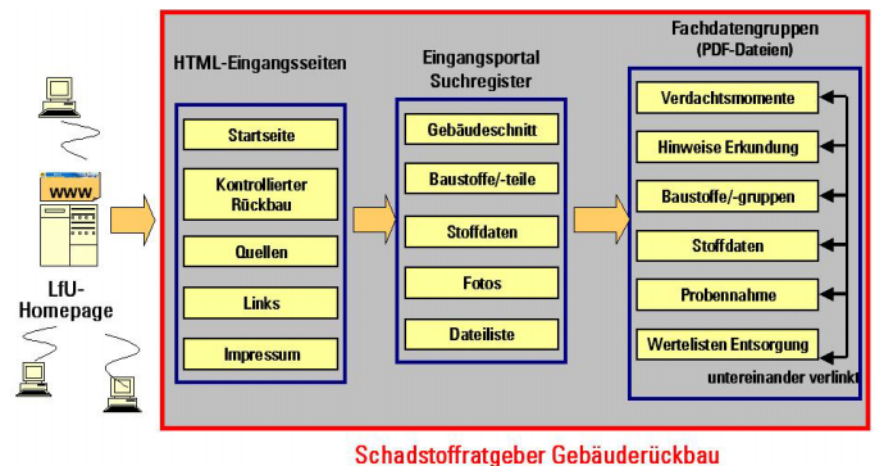 www
LfU-
Homepage
HTML-Eingangsseiten
Startseite
Kontrollierter
Rückbau
Quellen
Links
Impressum
Eingangsportal
Suchregister
Gebäudeschnitt
Baustoffe/-teile
Stoffdaten
Fotos
Dateiliste
Fachdatengruppen
(PDF-Dateien)
Verdachtsmomente
Hinweise Erkundung
Baustoffe/-gruppen
Stoffdaten
Probennahme
Wertelisten Entsorgung
untereinander verlinkt
Schadstoffratgeber Gebäuderückbau